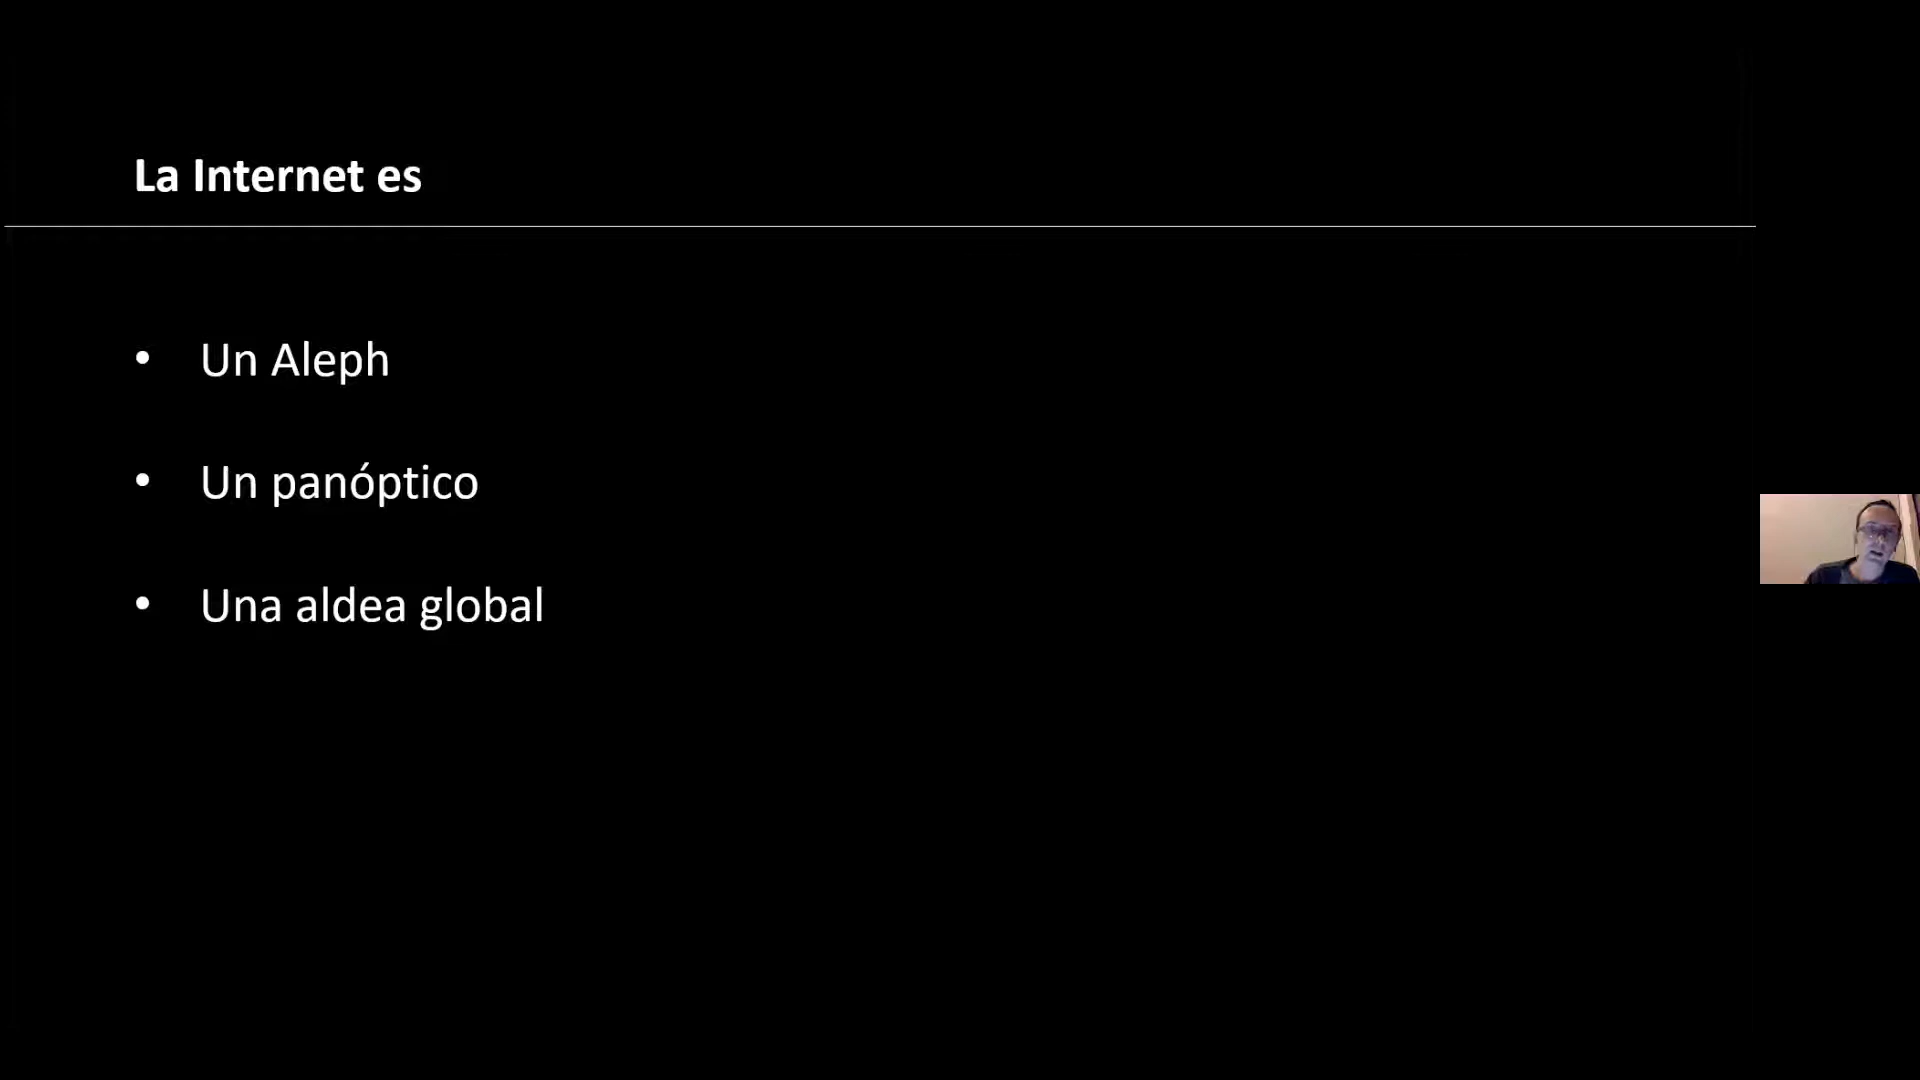 La Internet es
• Un Aleph
• Un panóptico
• Una aldea global